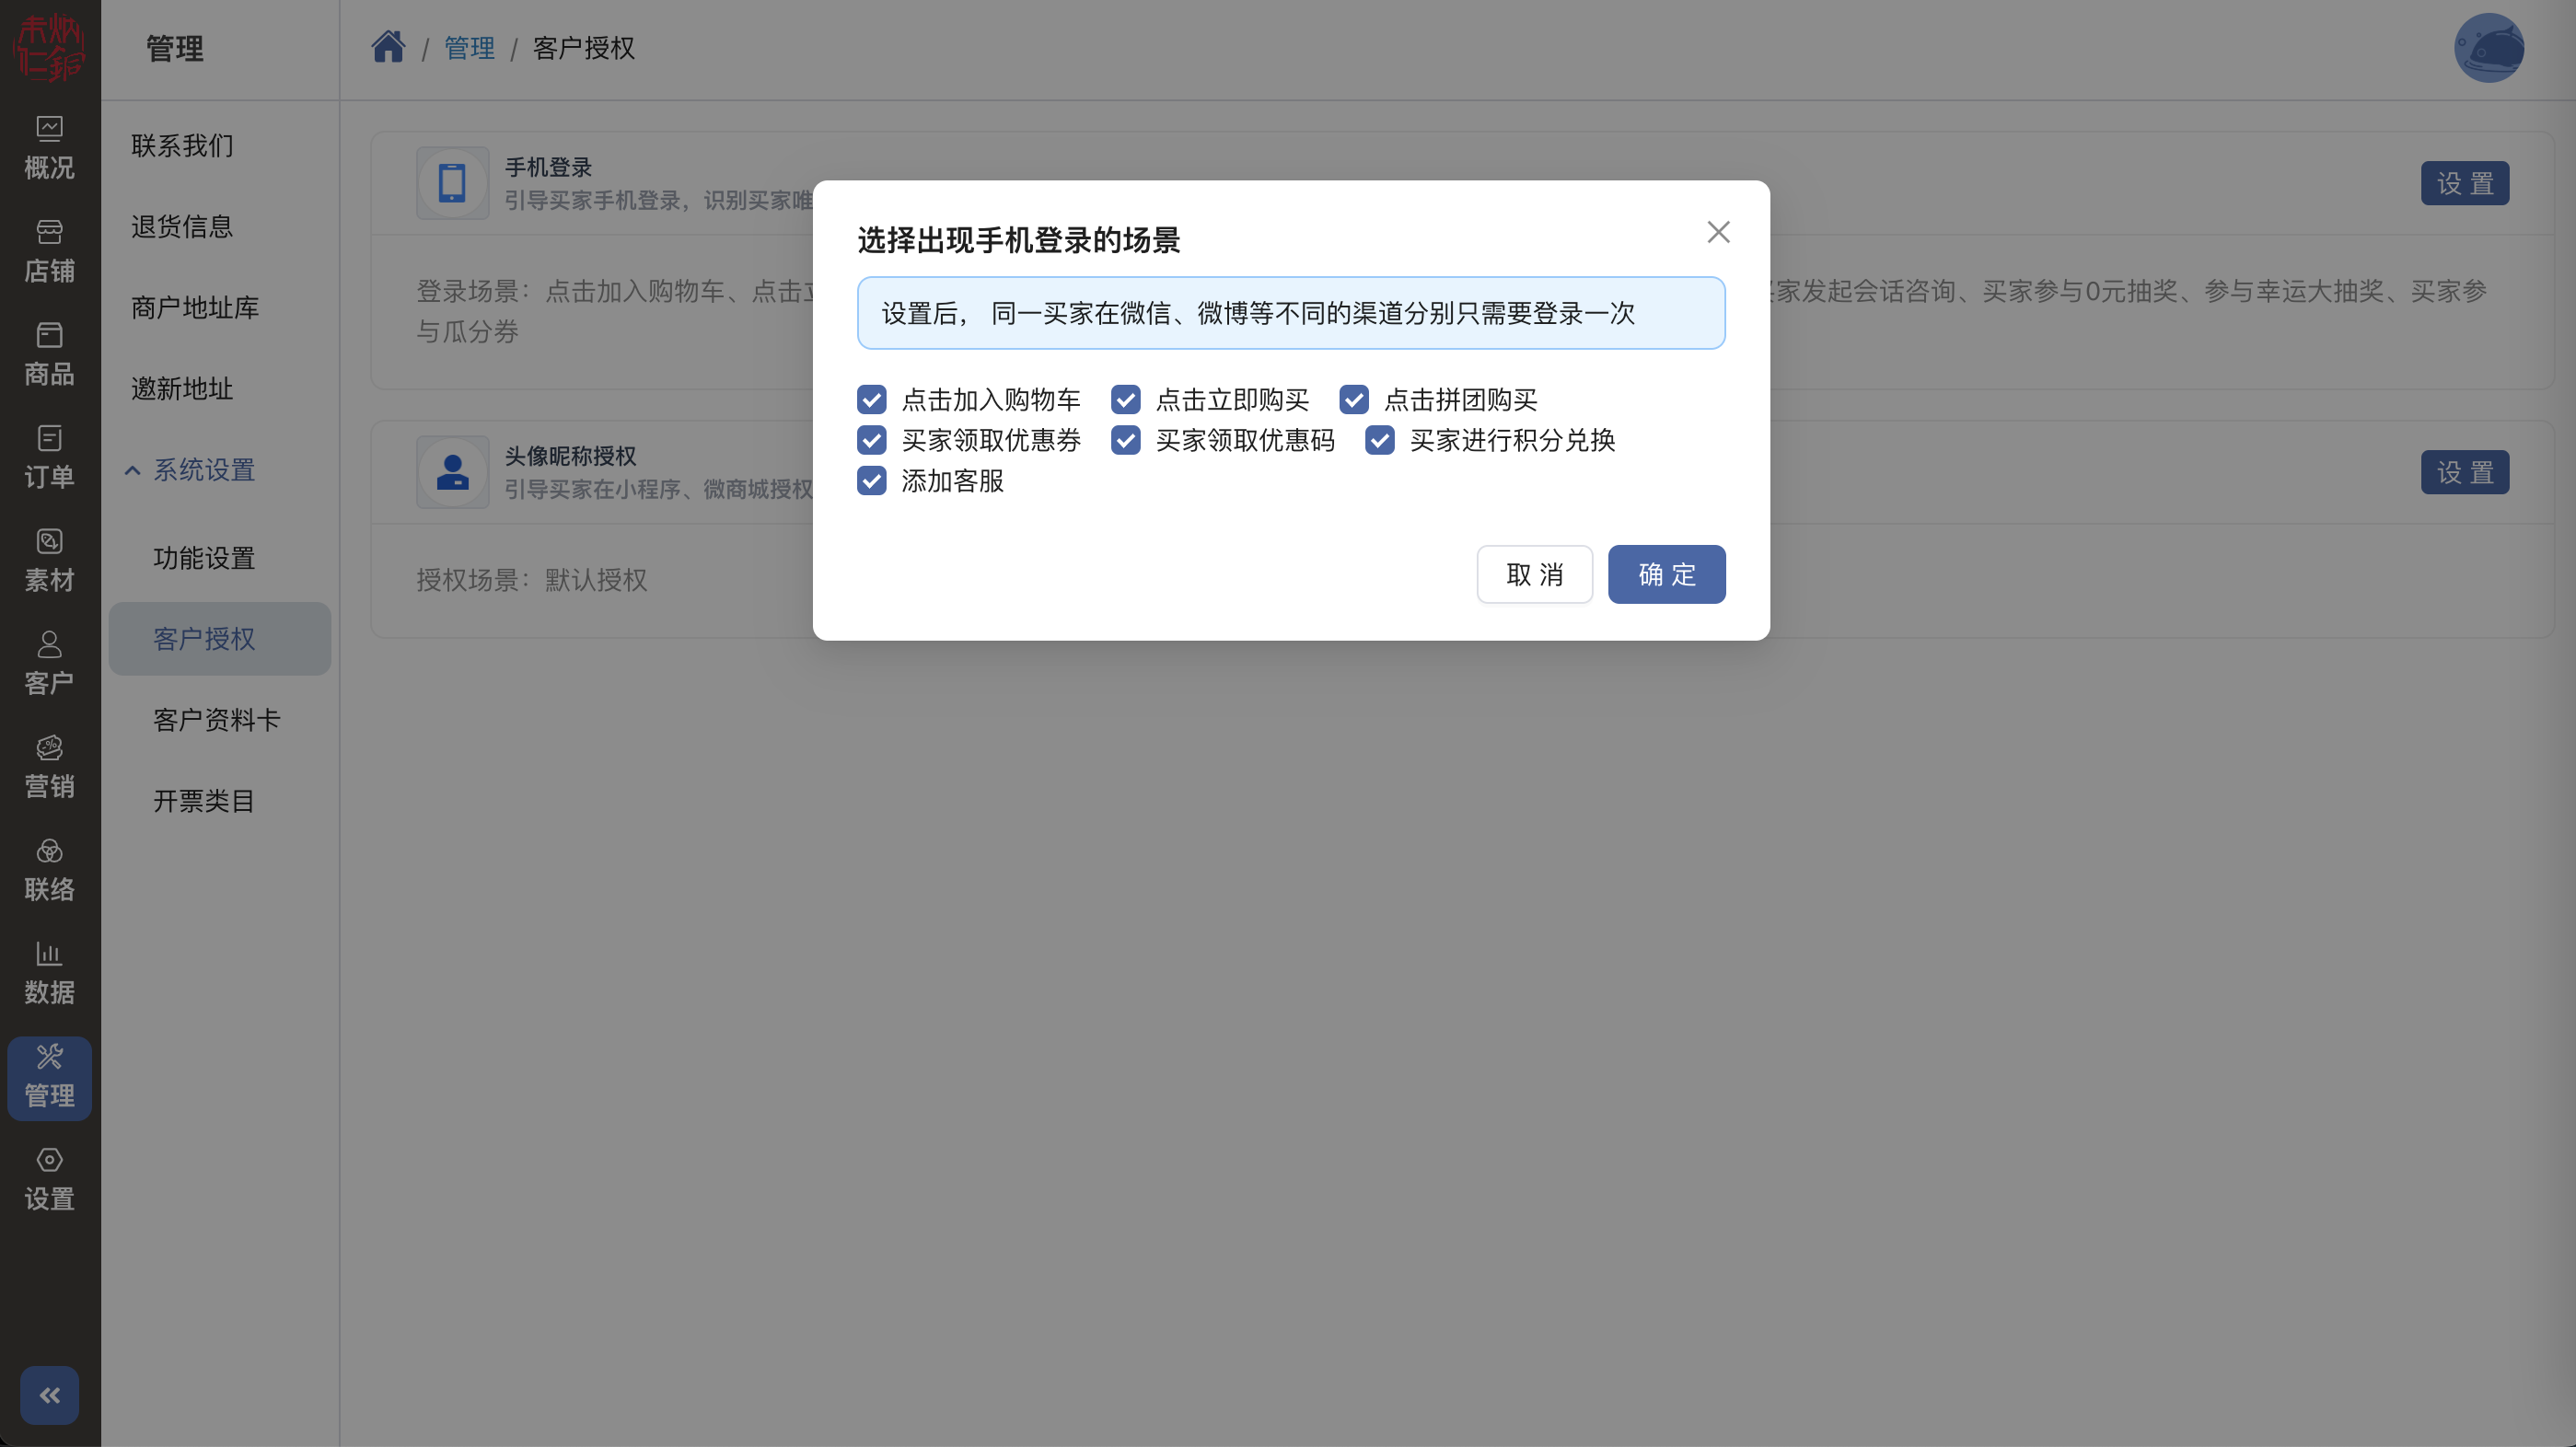 朱炳仁銅
管理
/ 管理 / 客户授权
概况
店铺
商品
订单
素材
客户
营销
联络
数据
管理
设置
联系我们
退货信息
商户地址库
邀新地址
系统设置
功能设置
客户授权
客户资料卡
开票类目
手机登录
引导买家手机登录，识别买家唯
设 置
登录场景：点击加入购物车、点击立
家发起会话咨询、买家参与0元抽奖、参与幸运大抽奖、买家参
与瓜分券
头像昵称授权
引导买家在小程序、微商城授权
设 置
授权场景：默认授权
选择出现手机登录的场景
设置后， 同一买家在微信、微博等不同的渠道分别只需要登录一次
点击加入购物车 点击立即购买 点击拼团购买
买家领取优惠券 买家领取优惠码 买家进行积分兑换
添加客服
取 消 确 定